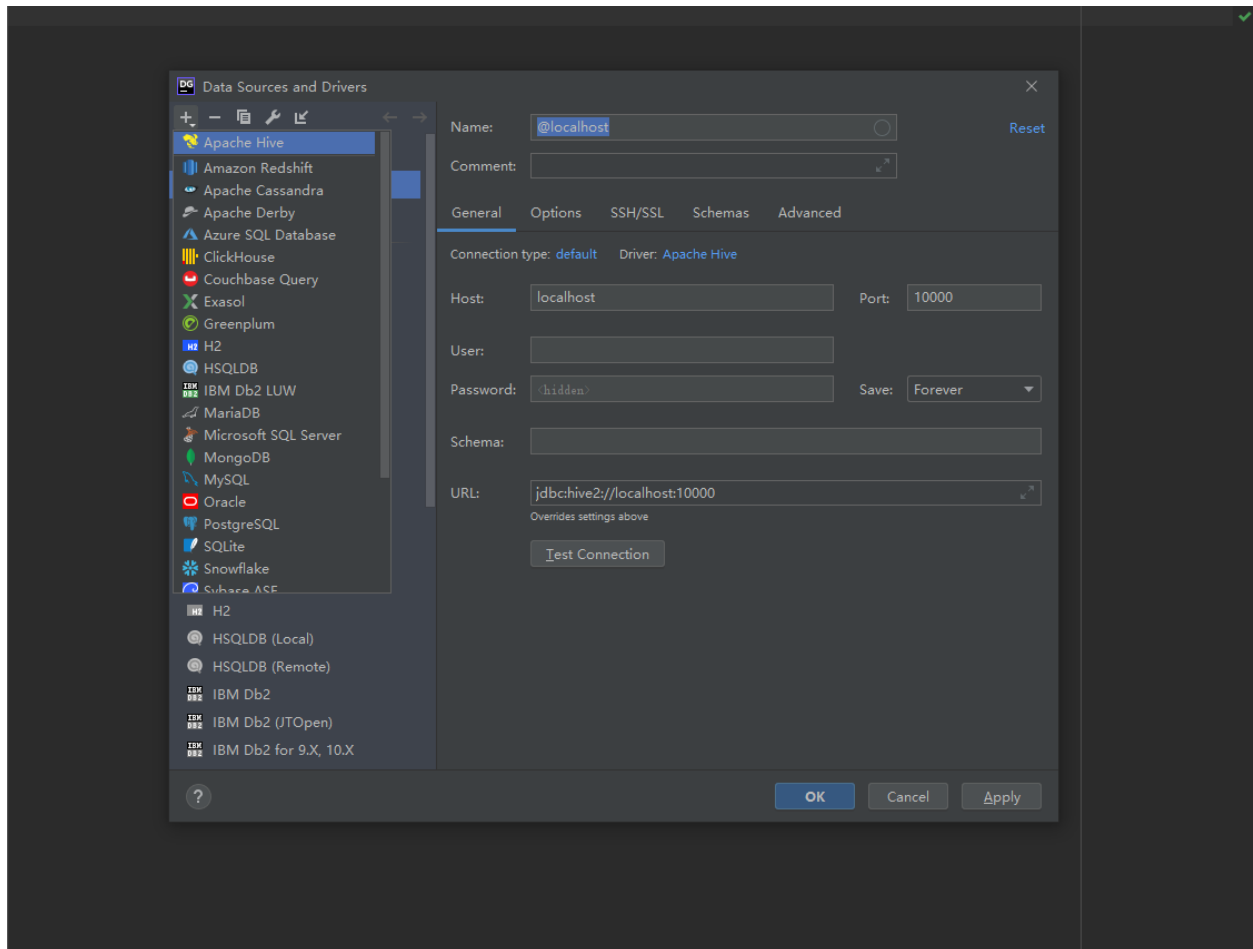 DG Data Sources and Drivers
Apache Hive
Amazon Redshift
Apache Cassandra
Apache Derby
Azure SQL Database
ClickHouse
Couchbase Query
Exasol
Greenplum
H2
HSQLDB
IBM Db2 LUW
MariaDB
Microsoft SQL Server
MongoDB
MySQL
Oracle
PostgreSQL
SQLite
Snowflake
Sybase ASE
H2
HSQLDB (Local)
HSQLDB (Remote)
IBM Db2
IBM Db2 (JTOpen)
IBM Db2 for 9.X, 10.X
Name: @localhost Reset
Comment:
General Options SSH/SSL Schemas Advanced
Connection type: default Driver: Apache Hive
Host: localhost Port: 10000
User:
Password: <hidden> Save: Forever
Schema:
URL: jdbc:hive2://localhost:10000
Overrides settings above
Test Connection
? OK Cancel Apply